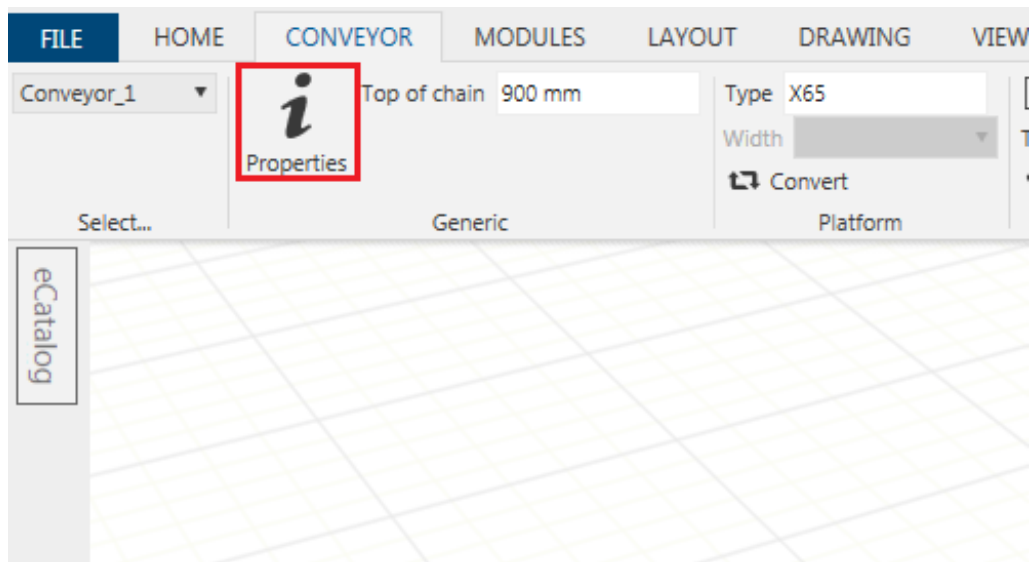 FILE HOME CONVEYOR MODULES LAYOUT DRAWING VIEW
Conveyor_1 Top of chain 900 mm Type X65
Width
Properties Convert
Select... Generic Platform
eCatalog